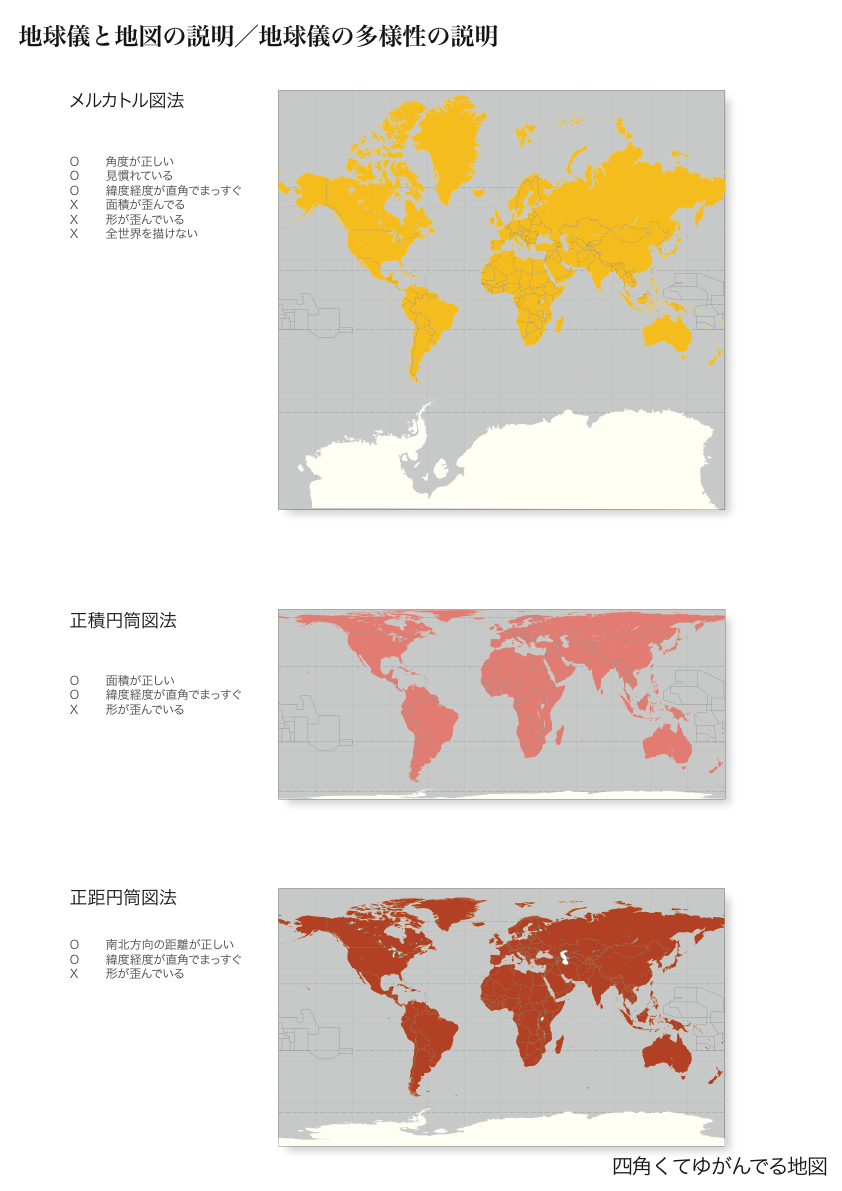 地球儀と地図の説明／地球儀の多様性の説明
メルカトル図法
O 角度が正しい
O 見慣れている
O 緯度経度が直角でまっすぐ
X 面積が歪んでる
X 形が歪んでいる
X 全世界を描けない
正積円筒図法
O 面積が正しい
O 緯度経度が直角でまっすぐ
X 形が歪んでいる
正距円筒図法
O 南北方向の距離が正しい
O 緯度経度が直角でまっすぐ
X 形が歪んでいる
四角くてゆがんでる地図